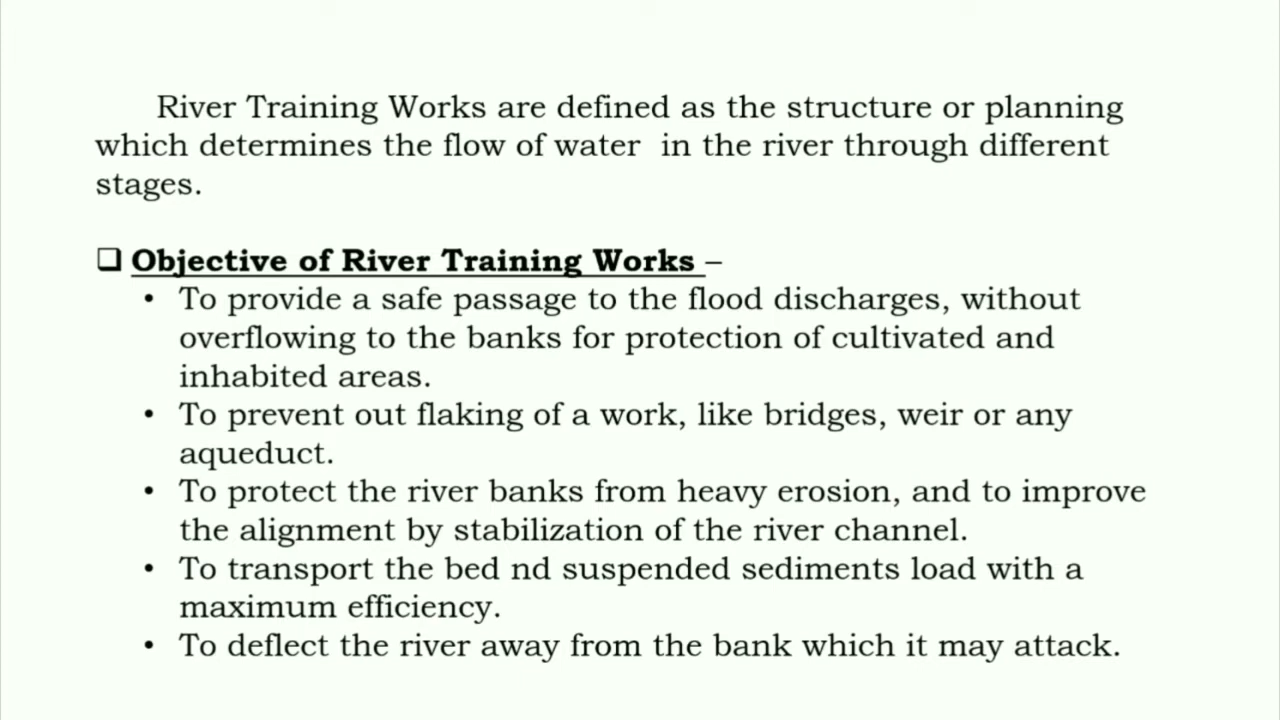 River Training Works are defined as the structure or planning
which determines the flow of water  in the river through different
stages.
❑ Objective of River Training Works –
• To provide a safe passage to the flood discharges, without
overflowing to the banks for protection of cultivated and
inhabited areas.
• To prevent out flaking of a work, like bridges, weir or any
aqueduct.
• To protect the river banks from heavy erosion, and to improve
the alignment by stabilization of the river channel.
• To transport the bed nd suspended sediments load with a
maximum efficiency.
• To deflect the river away from the bank which it may attack.